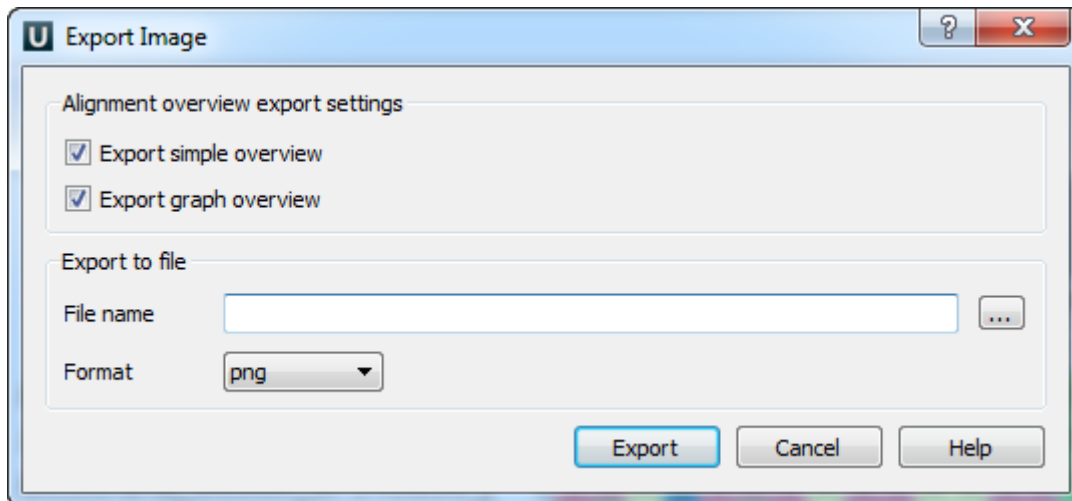 U Export Image
Alignment overview export settings
Export simple overview
Export graph overview
Export to file
File name ...
Format png
Export Cancel Help